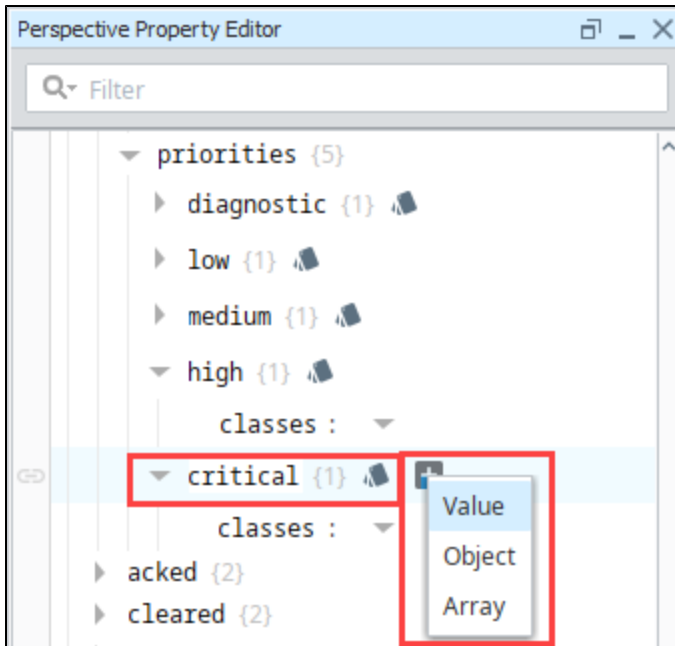 Perspective Property Editor
Filter
priorities {5}
diagnostic {1}
low {1}
medium {1}
high {1}
classes :
critical {1}
Value
classes :
Object
acked {2}
Array
cleared {2}